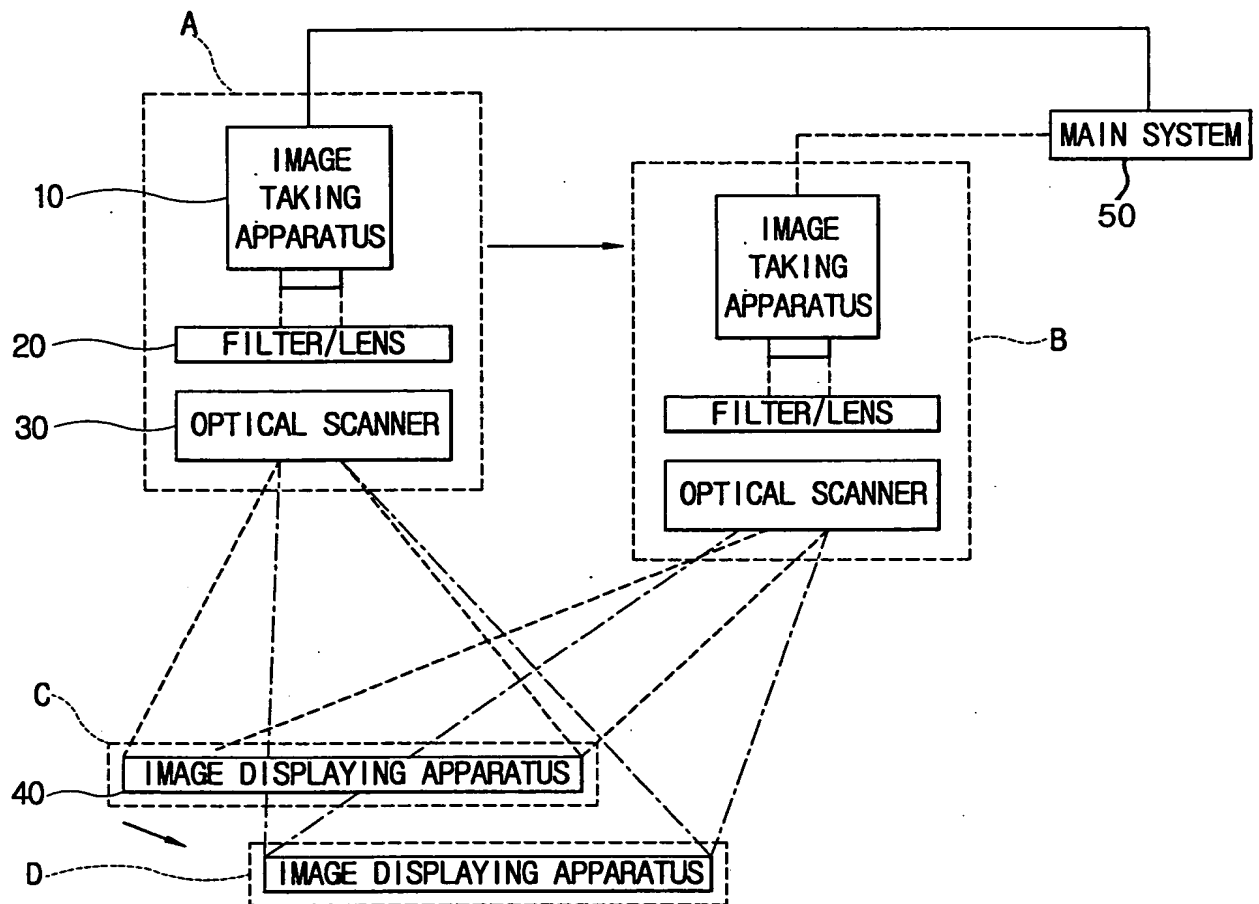 A
IMAGE
TAKING
APPARATUS
10
FILTER/LENS
20
OPTICAL SCANNER
30
MAIN SYSTEM
50
IMAGE
TAKING
APPARATUS
FILTER/LENS
B
OPTICAL SCANNER
C
IMAGE DISPLAYING APPARATUS
40
D
IMAGE DISPLAYING APPARATUS